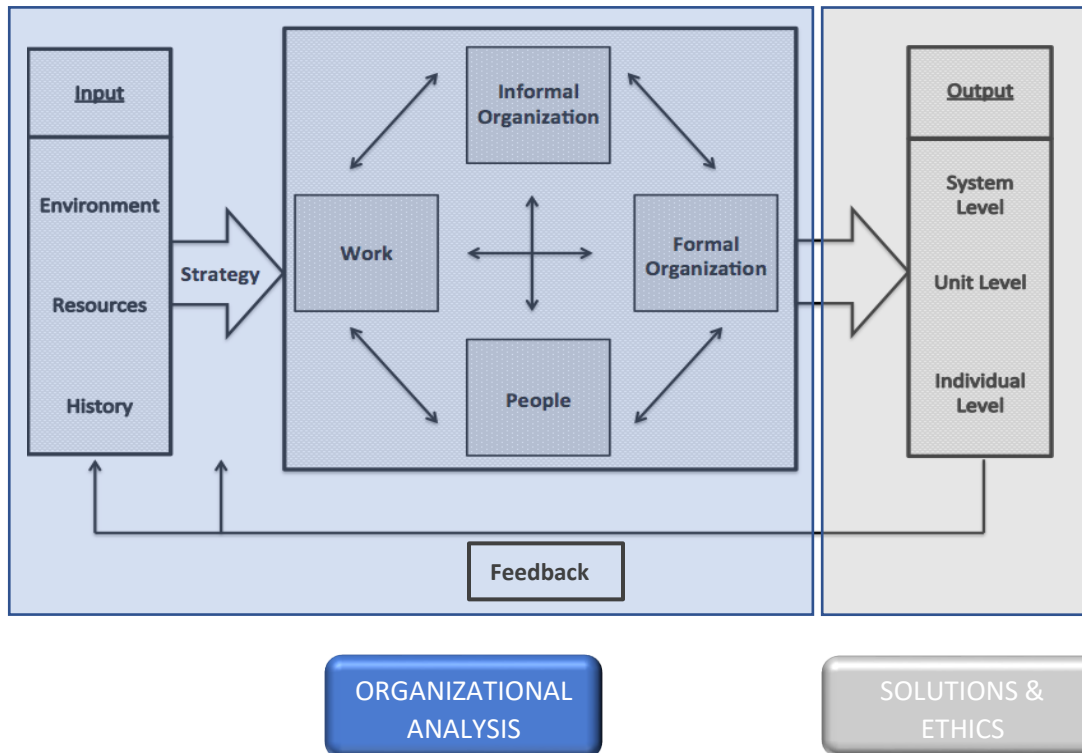 Input
Environment
Resources
History
Strategy
Informal
Organization
Work
Formal
Organization
People
Output
System
Level
Unit Level
Individual
Level
Feedback
ORGANIZATIONAL
ANALYSIS
SOLUTIONS &
ETHICS